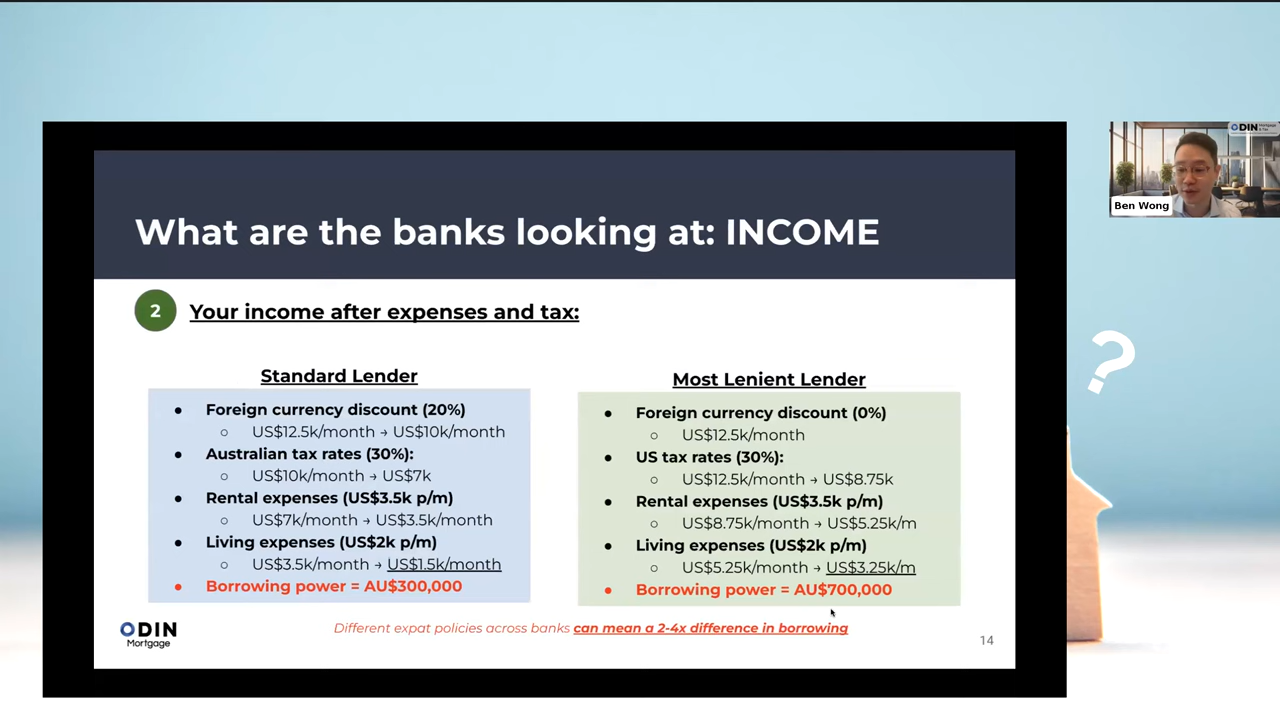 What are the banks looking at: INCOME
2
Your income after expenses and tax:
Standard Lender
● Foreign currency discount (20%)
○ US$12.5k/month → US$10k/month
● Australian tax rates (30%):
○ US$10k/month → US$7k
● Rental expenses (US$3.5k p/m)
○ US$7k/month → US$3.5k/month
● Living expenses (US$2k p/m)
○ US$3.5k/month → US$1.5k/month
● Borrowing power = AU$300,000
Most Lenient Lender
● Foreign currency discount (0%)
○ US$12.5k/month
● US tax rates (30%):
○ US$12.5k/month → US$8.75k
● Rental expenses (US$3.5k p/m)
○ US$8.75k/month → US$5.25k/m
● Living expenses (US$2k p/m)
○ US$5.25k/month → US$3.25k/m
● Borrowing power = AU$700,000
Different expat policies across banks can mean a 2-4x difference in borrowing
ODIN
Mortgage
14
ODIN
Ben Wong
?